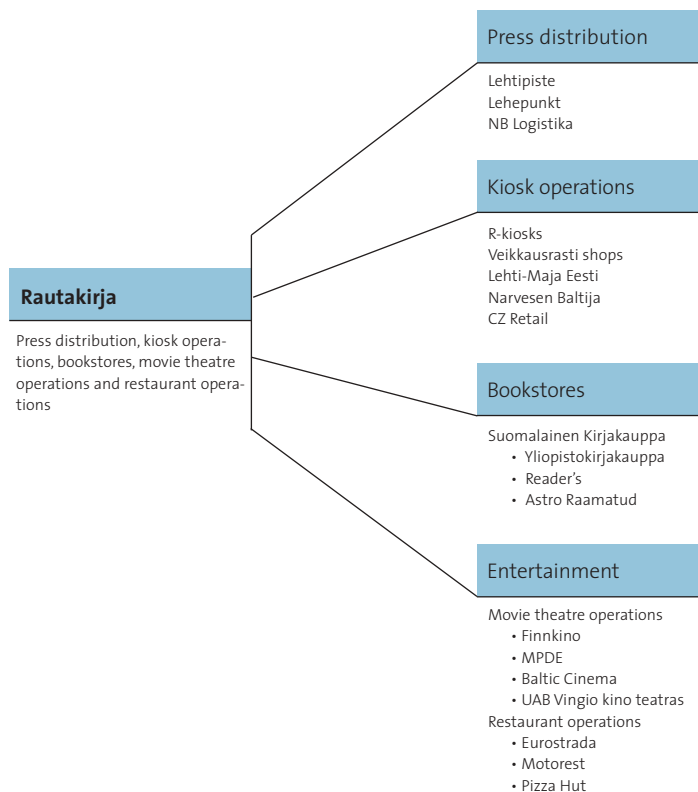 Rautakirja
Press distribution, kiosk opera-
tions, bookstores, movie theatre
operations and restaurant opera-
tions
Press distribution
Lehtipiste
Lehepunkt
NB Logistika
Kiosk operations
R-kiosks
Veikkausrasti shops
Lehti-Maja Eesti
Narvesen Baltija
CZ Retail
Bookstores
Suomalainen Kirjakauppa
• Yliopistokirjakauppa
• Reader's
• Astro Raamatud
Entertainment
Movie theatre operations
• Finnkino
• MPDE
• Baltic Cinema
• UAB Vingio kino teatras
Restaurant operations
• Eurostrada
• Motorest
• Pizza Hut